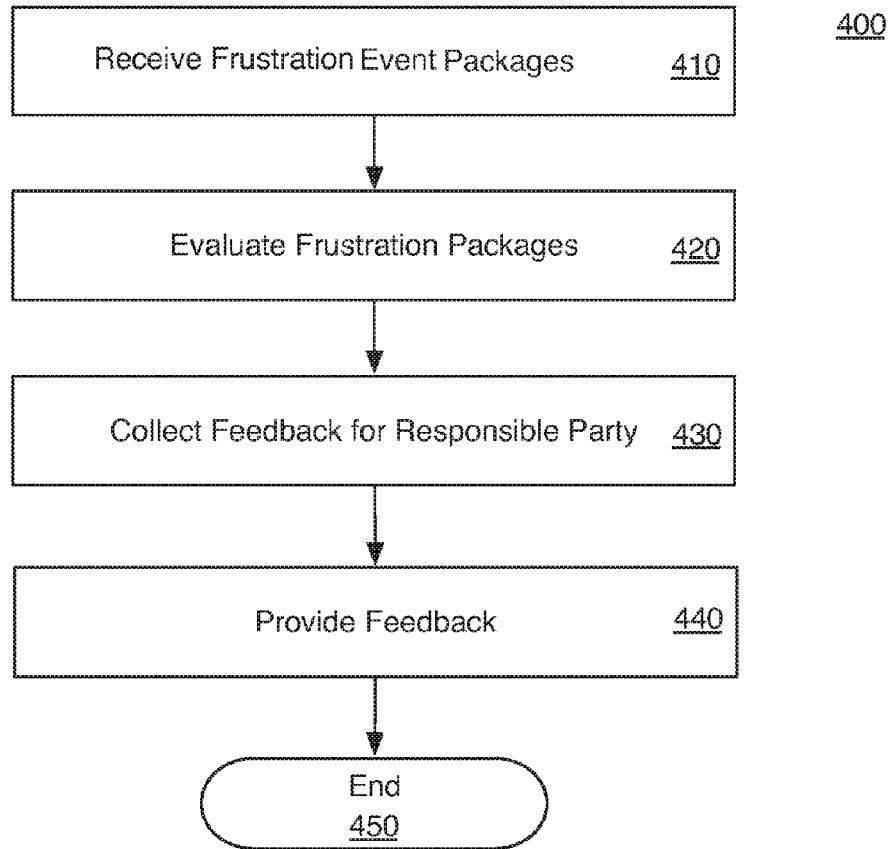 400
Receive Frustration Event Packages 410
Evaluate Frustration Packages 420
Collect Feedback for Responsible Party 430
Provide Feedback 440
End
450